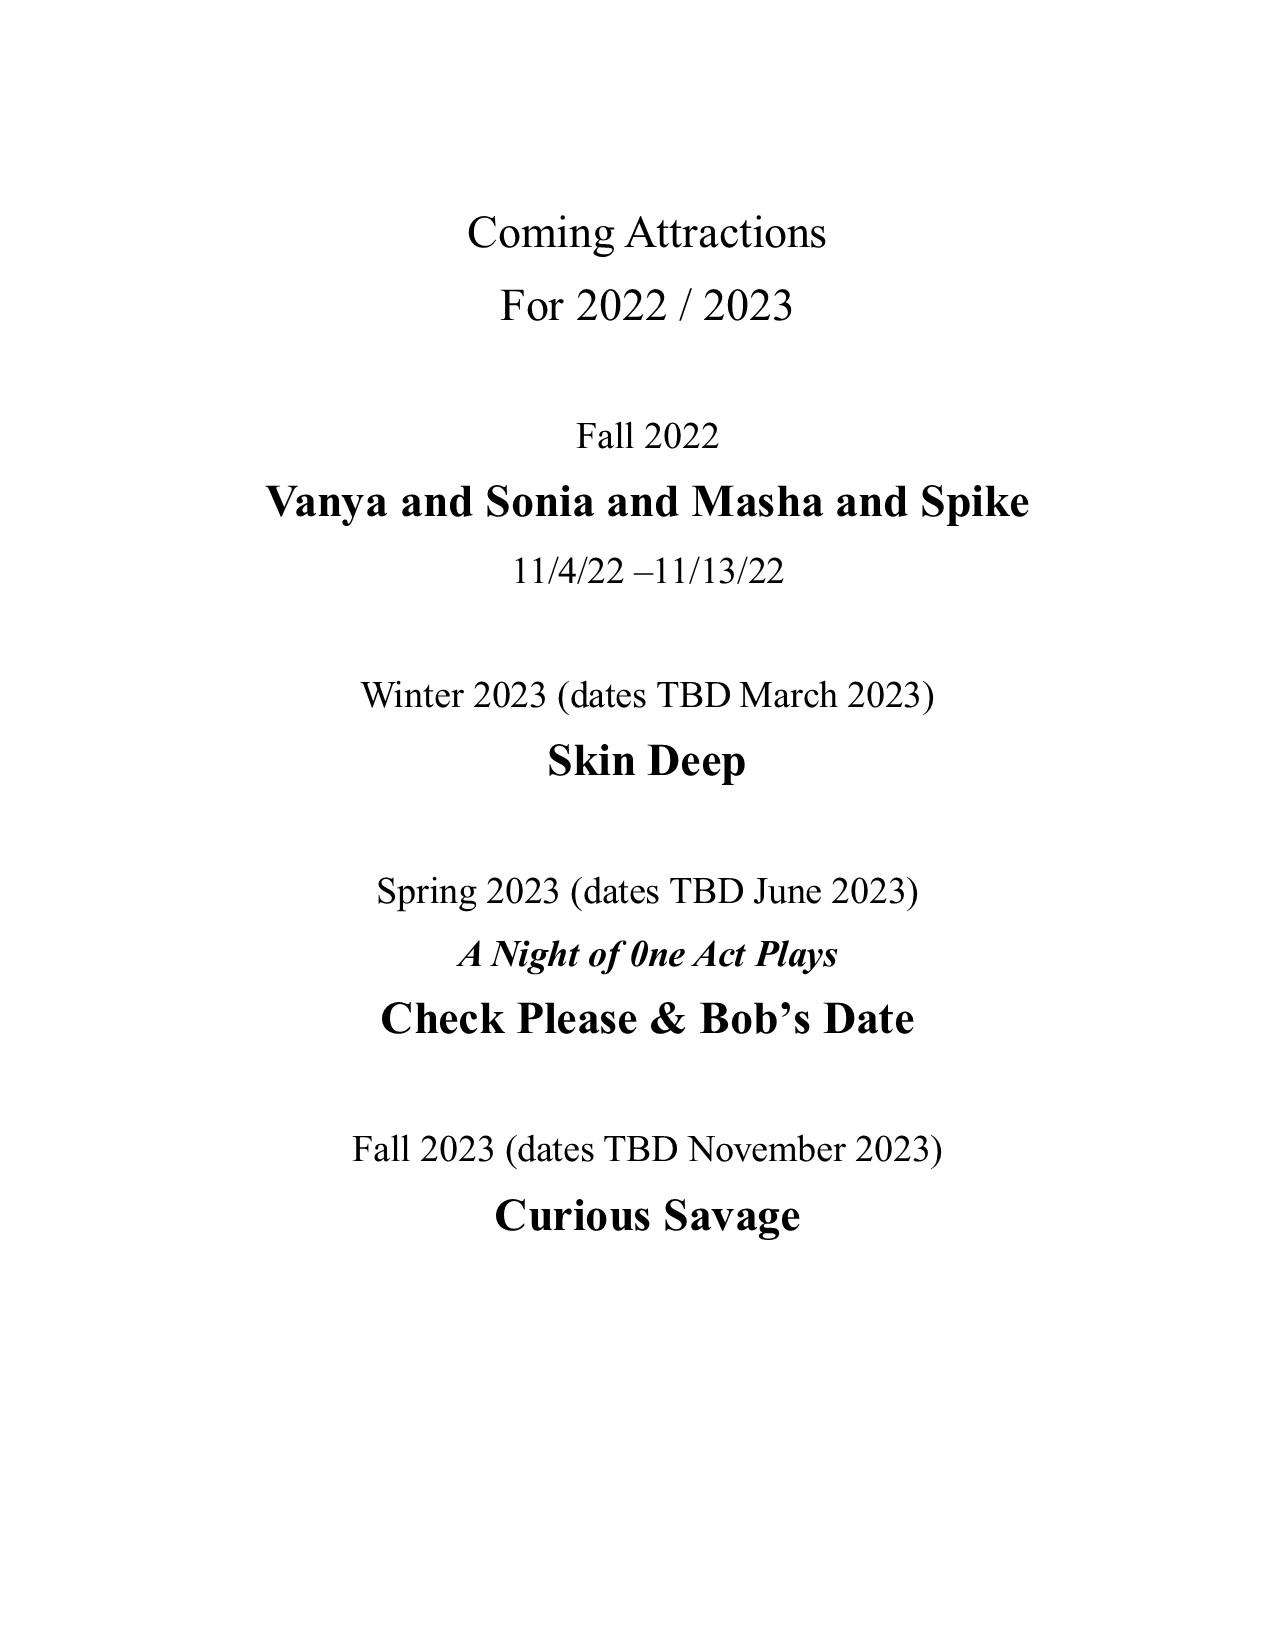 Coming Attractions
For 2022 / 2023
Fall 2022
Vanya and Sonia and Masha and Spike
11/4/22 –11/13/22
Winter 2023 (dates TBD March 2023)
Skin Deep
Spring 2023 (dates TBD June 2023)
A Night of 0ne Act Plays
Check Please & Bob’s Date
Fall 2023 (dates TBD November 2023)
Curious Savage